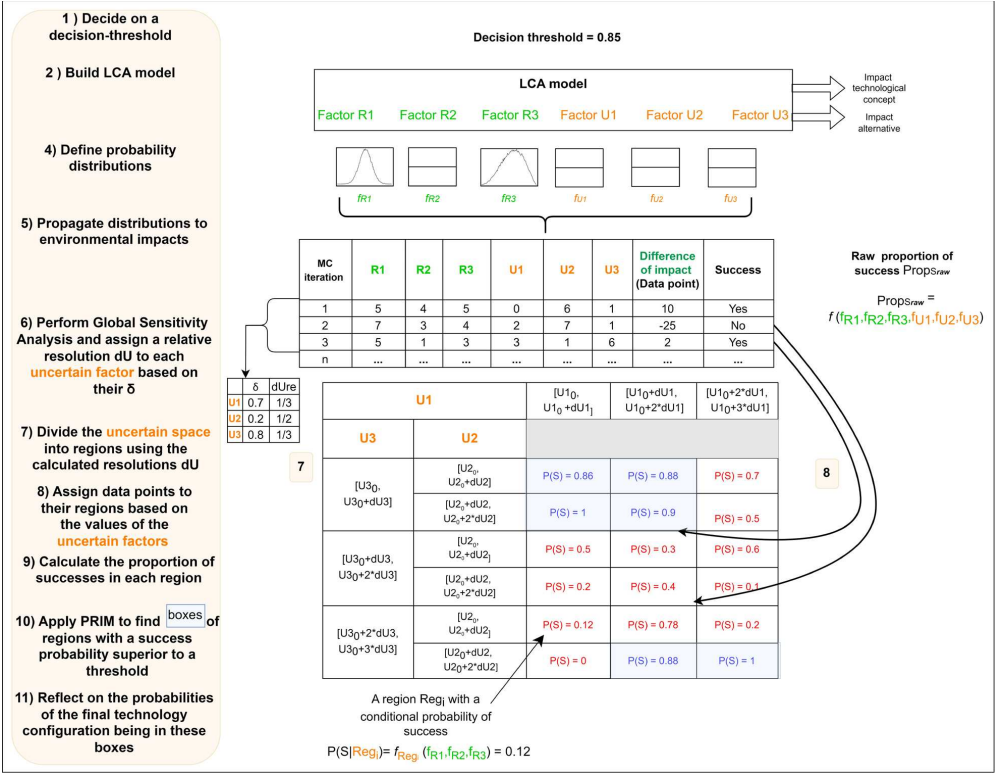 1 ) Decide on a
decision-threshold
2 ) Build LCA model
4) Define probability
distributions
5) Propagate distributions to
environmental impacts
6) Perform Global Sensitivity
Analysis and assign a relative
resolution dU to each
uncertain factor based on
their δ
7) Divide the uncertain space
into regions using the
calculated resolutions dU
8) Assign data points to
their regions based on
the values of the
uncertain factors
9) Calculate the proportion of
successes in each region
10) Apply PRIM to find boxes of
regions with a success
probability superior to a
threshold
11) Reflect on the probabilities
of the final technology
configuration being in these
boxes
Decision threshold = 0.85
LCA model
Factor R1 Factor R2 Factor R3 Factor U1 Factor U2 Factor U3
Impact
technological
concept
Impact
alternative
fR1 fR2 fR3 fU1 fU2 fU3
MC
iteration R1 R2 R3 U1 U2 U3 Difference
of impact
(Data point) Success
1 5 4 5 0 6 1 10 Yes
2 7 3 4 2 7 1 -25 No
3 5 1 3 3 1 6 2 Yes
n ... ... ... ... ... ... ... ...
Raw proportion of
success Propsraw
Propsraw =
f (fR1,fR2,fR3,fU1,fU2,fU3)
δ dUre
U1 0.7 1/3
U2 0.2 1/2
U3 0.8 1/3
7
8
U1 [U10,
U10 +dU1] [U10+dU1,
U10+2*dU1] [U10+2*dU1,
U10+3*dU1]
U3 U2
[U30,
U30+dU3] [U20,
U20+dU2] P(S) = 0.86 P(S) = 0.88 P(S) = 0.7
[U20+dU2,
U20+2*dU2] P(S) = 1 P(S) = 0.9 P(S) = 0.5
[U30+dU3,
U30+2*dU3] [U20,
U20+dU2] P(S) = 0.5 P(S) = 0.3 P(S) = 0.6
[U20+dU2,
U20+2*dU2] P(S) = 0.2 P(S) = 0.4 P(S) = 0.1
[U30+2*dU3,
U30+3*dU3] [U20,
U20+dU2] P(S) = 0.12 P(S) = 0.78 P(S) = 0.2
[U20+dU2,
U20+2*dU2] P(S) = 0 P(S) = 0.88 P(S) = 1
A region Regi with a
conditional probability of
success
P(S|Regi)= fRegi (fR1,fR2,fR3) = 0.12